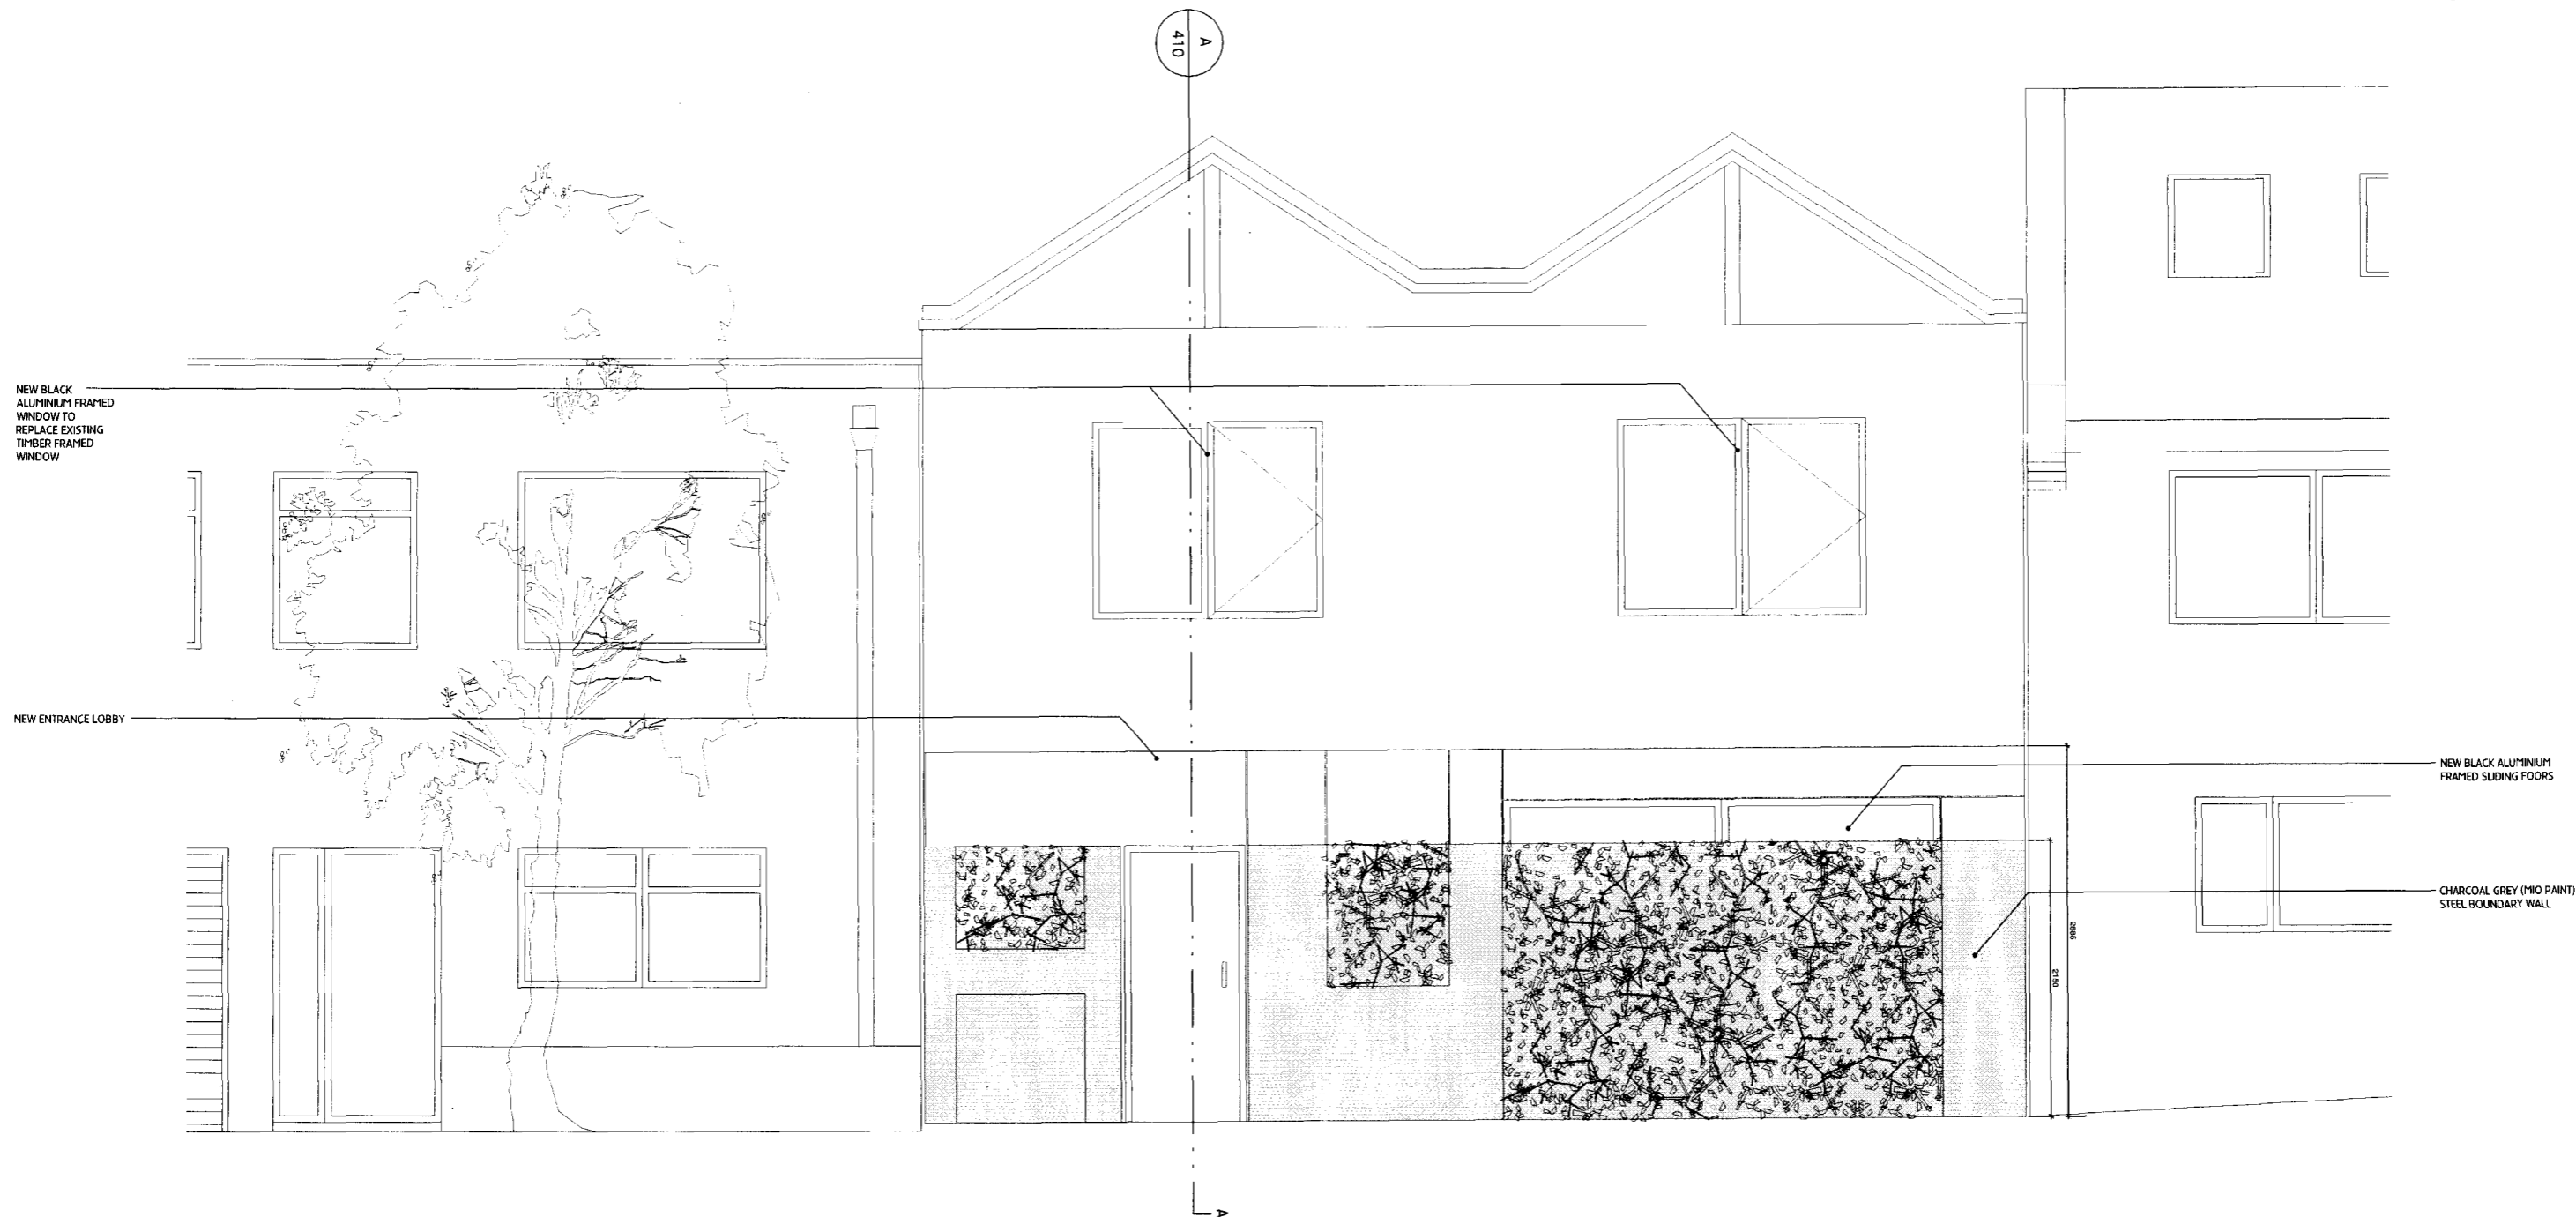 A
410
NEW BLACK
ALUMINIUM FRAMED
WINDOW TO
REPLACE EXISTING
TIMBER FRAMED
WINDOW
NEW ENTRANCE LOBBY
NEW BLACK ALUMINIUM
FRAMED SLIDING FOORS
CHARCOAL GREY (MIO PAINT)
STEEL BOUNDARY WALL
2885
2150
A